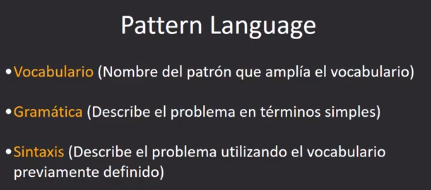 Pattern Language
•Vocabulario (Nombre del patrón que amplía el vocabulario)
•Gramática (Describe el problema en términos simples)
•Sintaxis (Describe el problema utilizando el vocabulario
previamente definido)